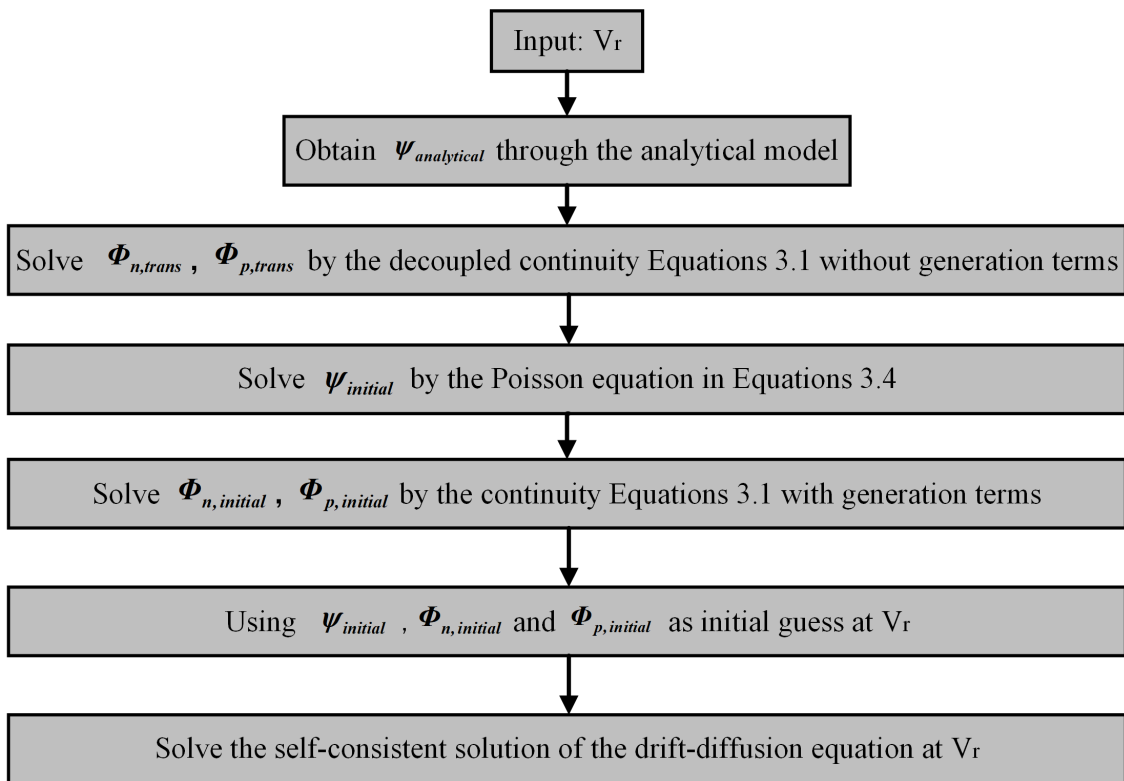 Input: Vr
Obtain ψanalytical through the analytical model
Solve Φn,trans , Φp,trans by the decoupled continuity Equations 3.1 without generation terms
Solve ψinitial by the Poisson equation in Equations 3.4
Solve Φn,initial , Φp,initial by the continuity Equations 3.1 with generation terms
Using ψinitial , Φn,initial and Φp,initial as initial guess at Vr
Solve the self-consistent solution of the drift-diffusion equation at Vr